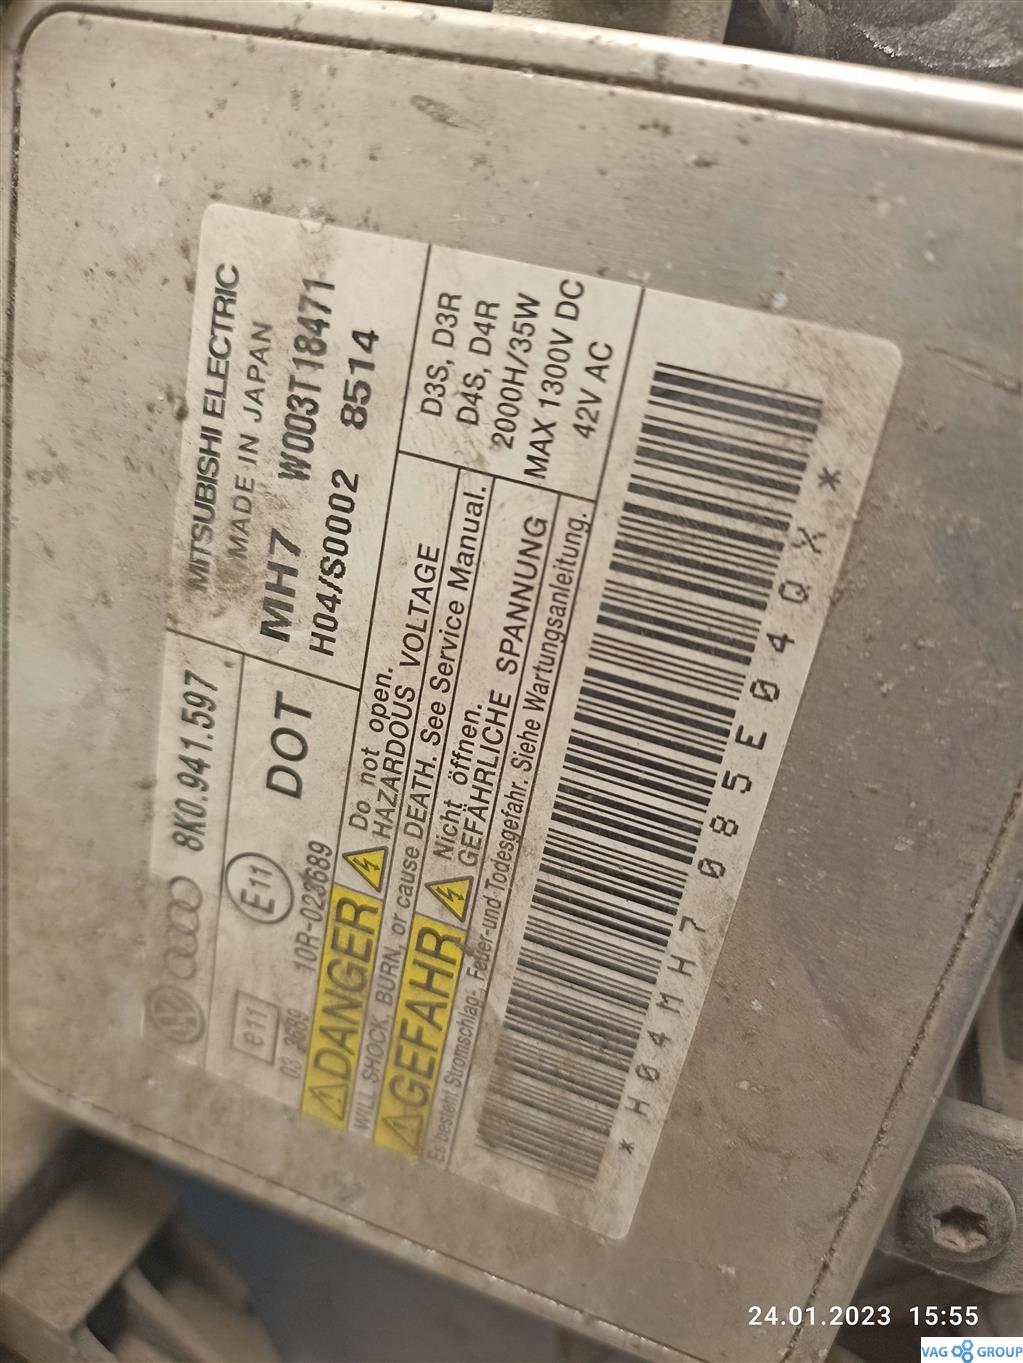 8K0.941.597
MITSUBISHI ELECTRIC
MADE IN JAPAN
e11
03 3689
E11
10R-023689
DOT
MH7 W003T18471
H04/S0002 8514
DANGER
Do not open.
HAZARDOUS VOLTAGE
WILL SHOCK, BURN, or cause DEATH. See Service Manual.
GEFAHR
Nicht öffnen.
GEFÄHRLICHE SPANNUNG
Es besteht Stromschlag-, Feuer-und Todesgefahr. Siehe Wartungsanleitung.
D3S, D3R
D4S, D4R
2000H/35W
MAX 1300V DC
42V AC
*H04MH7085E04QX*
24.01.2023 15:55
VAG GROUP